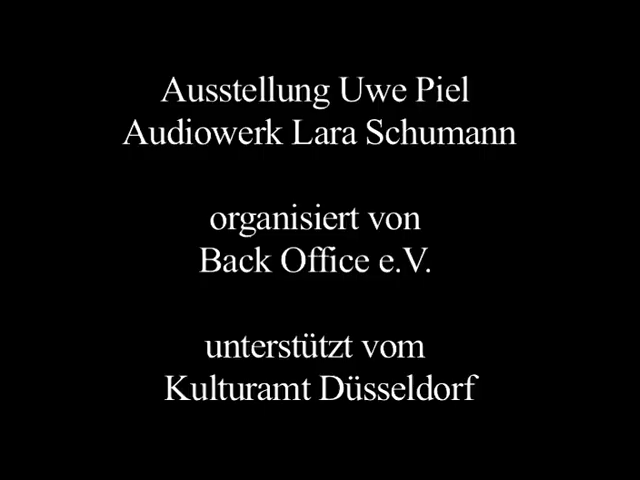 Ausstellung Uwe Piel
Audiowerk Lara Schumann
organisiert von
Back Office e.V.
unterstützt vom
Kulturamt Düsseldorf